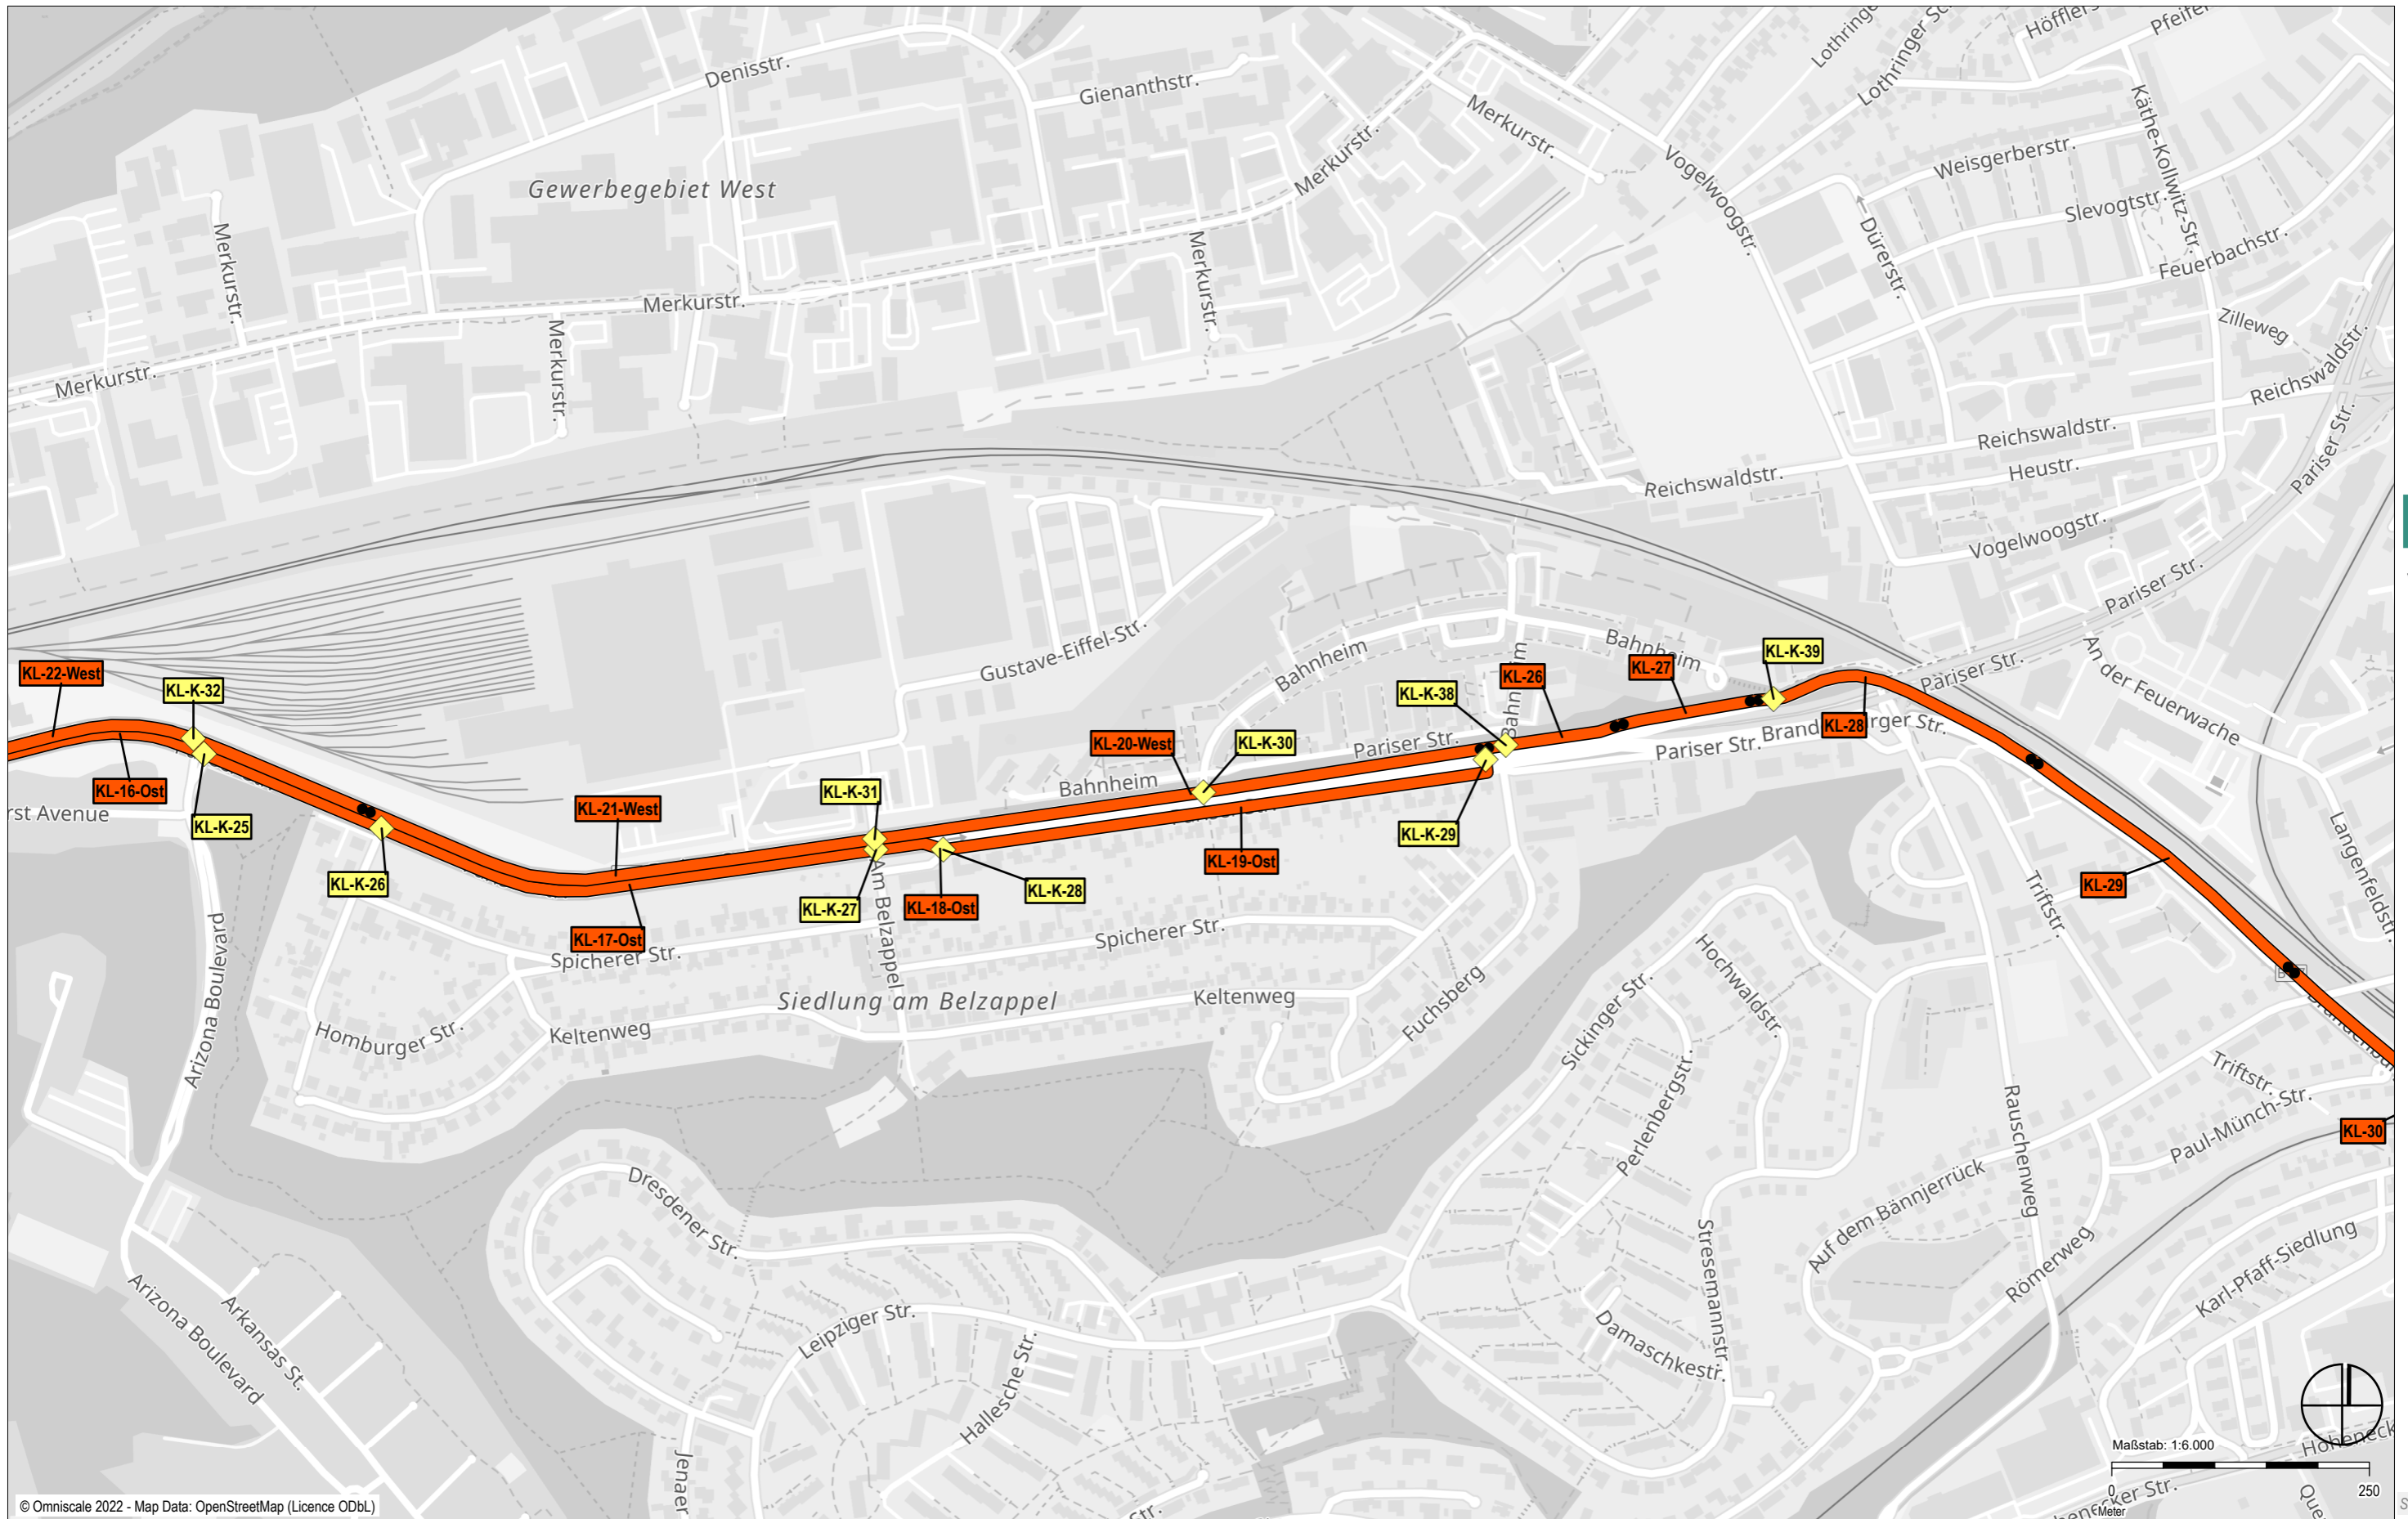 Denisstr.
Gienanthstr.
Merkurstr.
Merkurstr.
Gewerbegebiet West
Merkurstr.
Merkurstr.
Merkurstr.
Merkurstr.
Merkurstr.
Vogelwoogstr.
Lothringer
Pfeifer
Käthe-Kollwitz-Str.
Weisgerberstr.
Slevogtstr.
Feuerbachstr.
Dürerstr.
Zilleweg
Reichswaldstr.
Reichswaldstr.
Reichswaldstr.
Heustr.
Vogelwoogstr.
Pariser Str.
Pariser Str.
Pariser Str.
An der Feuerwache
Langenfeldstr.
Gustave-Eiffel-Str.
Bahnheim
Bahnheim
Bahnheim
Bahnheim
Pariser Str.
Pariser Str.
KL-22-West
KL-K-32
KL-16-Ost
KL-K-25
KL-K-26
KL-21-West
KL-17-Ost
KL-K-31
KL-K-27
KL-18-Ost
KL-K-28
KL-20-West
KL-K-30
KL-19-Ost
KL-K-38
KL-K-29
KL-26
KL-27
KL-K-39
KL-28
KL-29
KL-30
rst Avenue
Arizona Boulevard
Homburger Str.
Spicherer Str.
Spicherer Str.
Am Belzappel
Siedlung am Belzappel
Keltenweg
Keltenweg
Fuchsberg
Sickinger Str.
Hochwaldstr.
Perlenbergstr.
Triftstr.
Triftstr.
Rauschenweg
Paul-Münch-Str.
Auf dem Bännjerrück
Römerweg
Karl-Pfaff-Siedlung
Stresemannstr.
Damaschkestr.
Dresdener Str.
Leipziger Str.
Hallesche Str.
Jenaer
Arizona Boulevard
Arkansas St.
Str.
Maßstab: 1:6.000
0
250
Meter
© Omniscale 2022 - Map Data: OpenStreetMap (Licence ODbL)